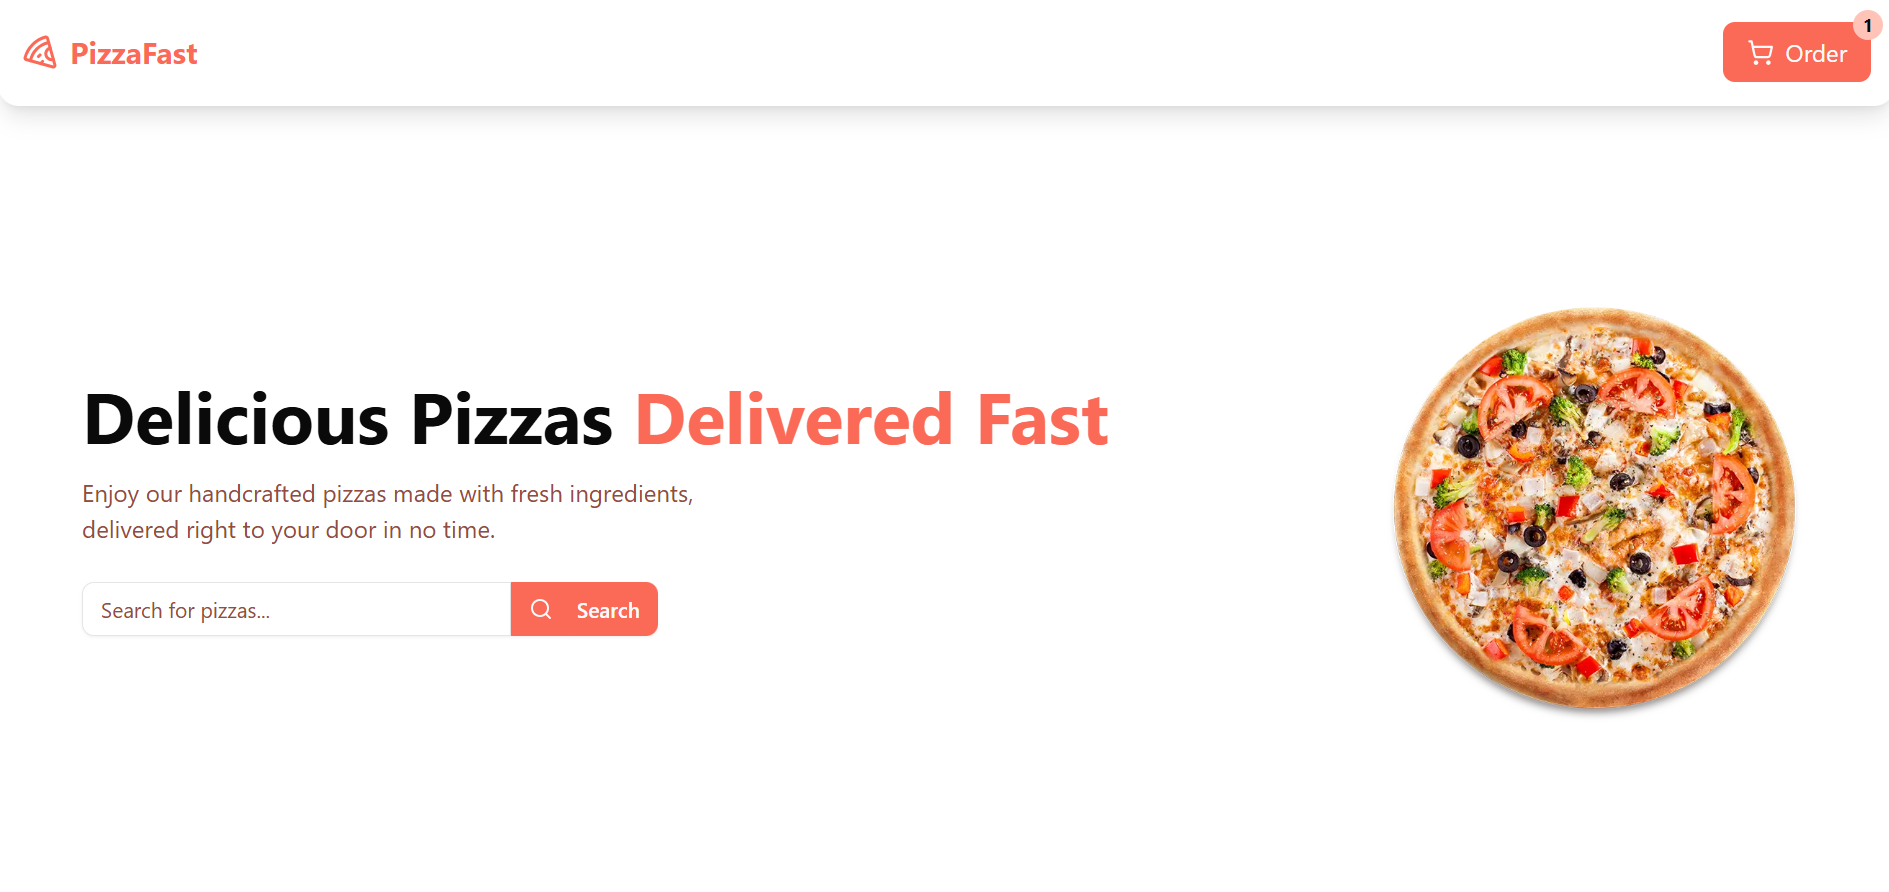 PizzaFast
Order
1
Delicious Pizzas Delivered Fast
Enjoy our handcrafted pizzas made with fresh ingredients,
delivered right to your door in no time.
Search for pizzas...
Search